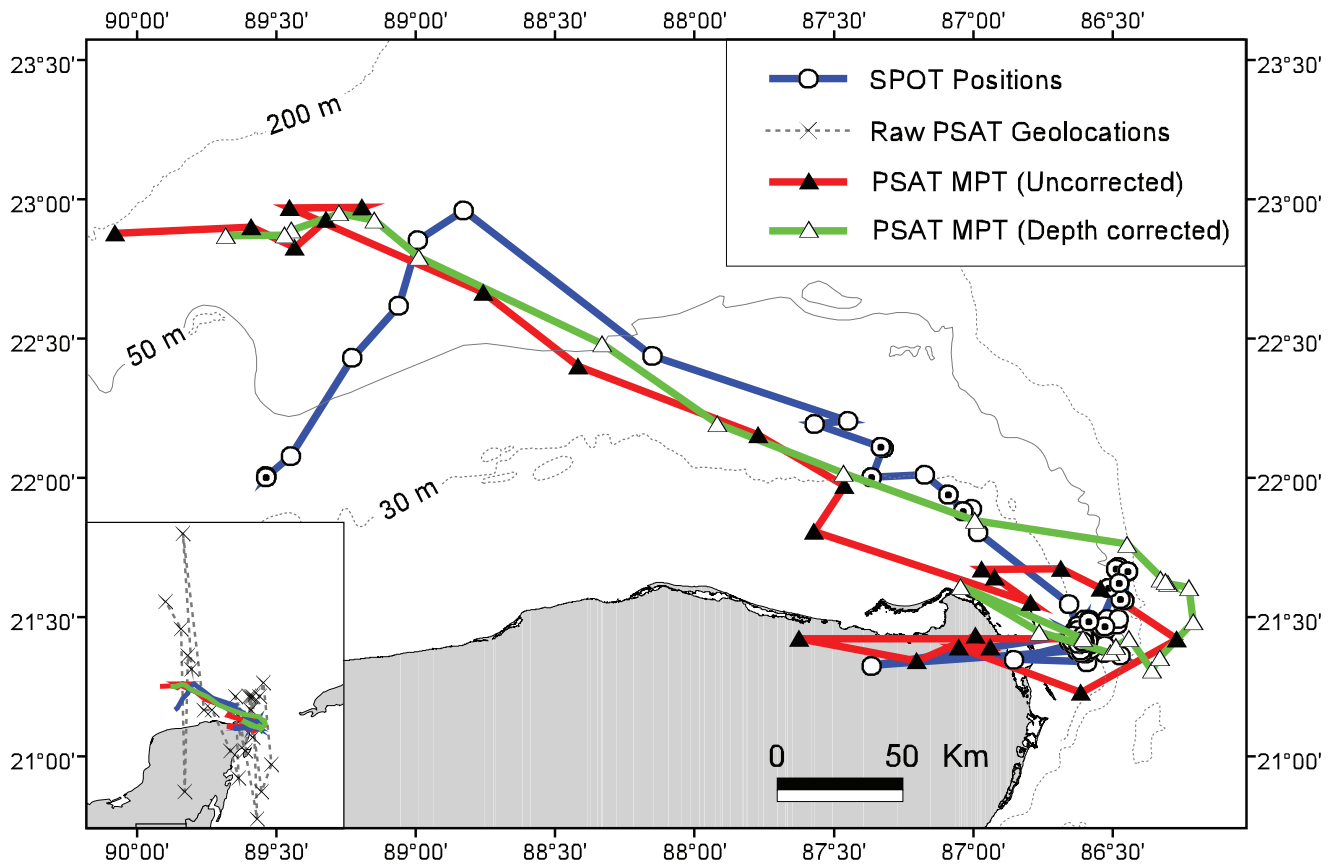 90°00' 89°30' 89°00' 88°30' 88°00' 87°30' 87°00' 86°30'
23°30' 23°30'
SPOT Positions
200 m
Raw PSAT Geolocations
PSAT MPT (Uncorrected)
23°00' 23°00'
PSAT MPT (Depth corrected)
50 m
22°30' 22°30'
30 m
22°00' 22°00'
21°30' 21°30'
21°00' 21°00'
0 50 Km
90°00' 89°30' 89°00' 88°30' 88°00' 87°30' 87°00' 86°30'